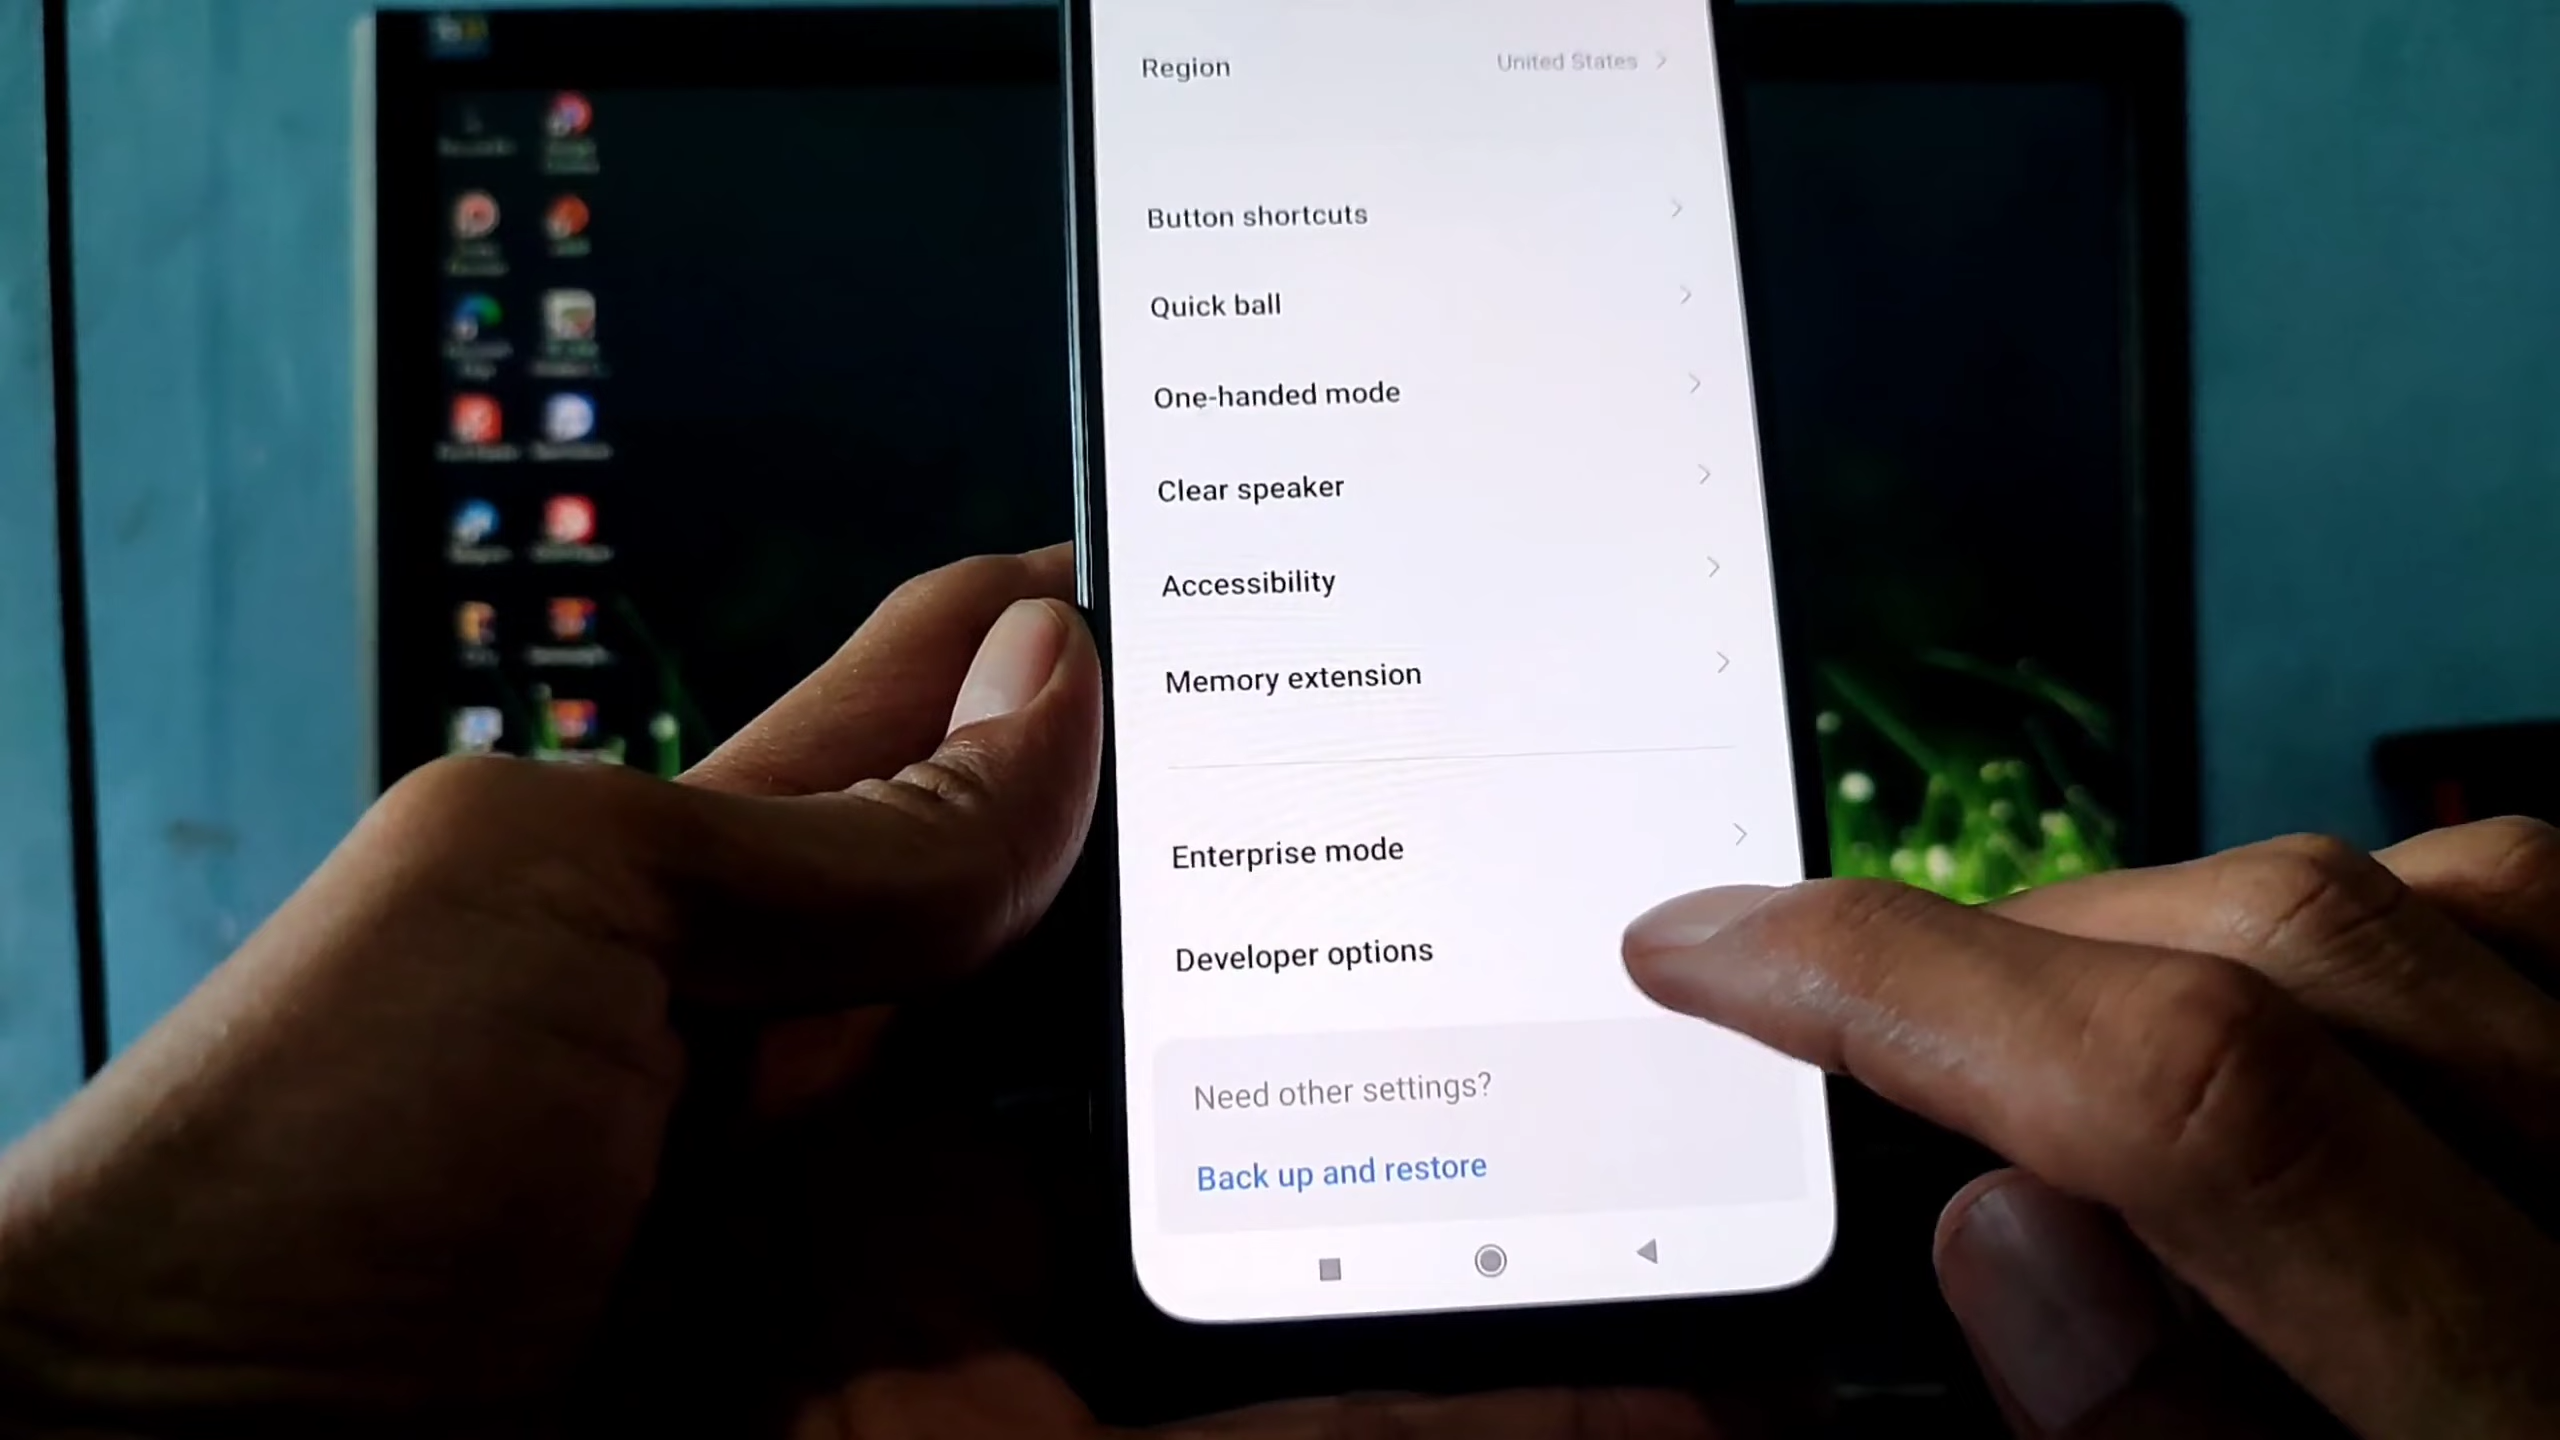 Region
United States
Button shortcuts
Quick ball
One-handed mode
Clear speaker
Accessibility
Memory extension
Enterprise mode
Developer options
Need other settings?
Back up and restore